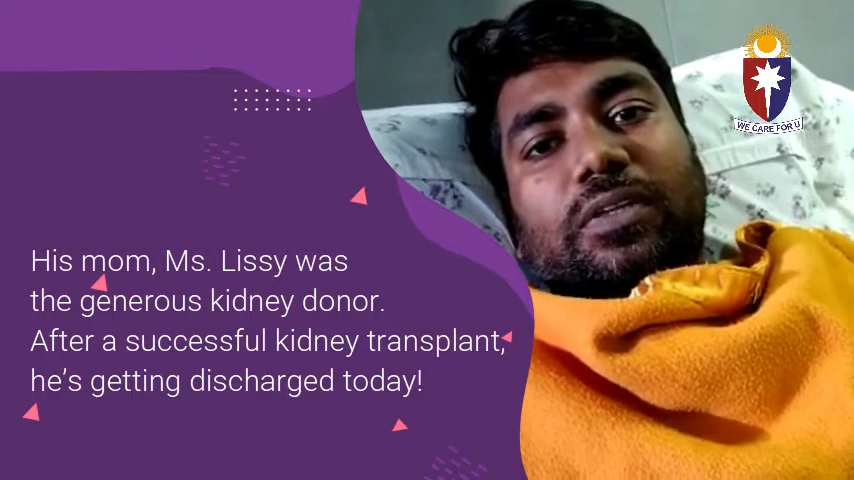 WE CARE FOR U
His mom, Ms. Lissy was
the generous kidney donor.
After a successful kidney transplant,
he’s getting discharged today!